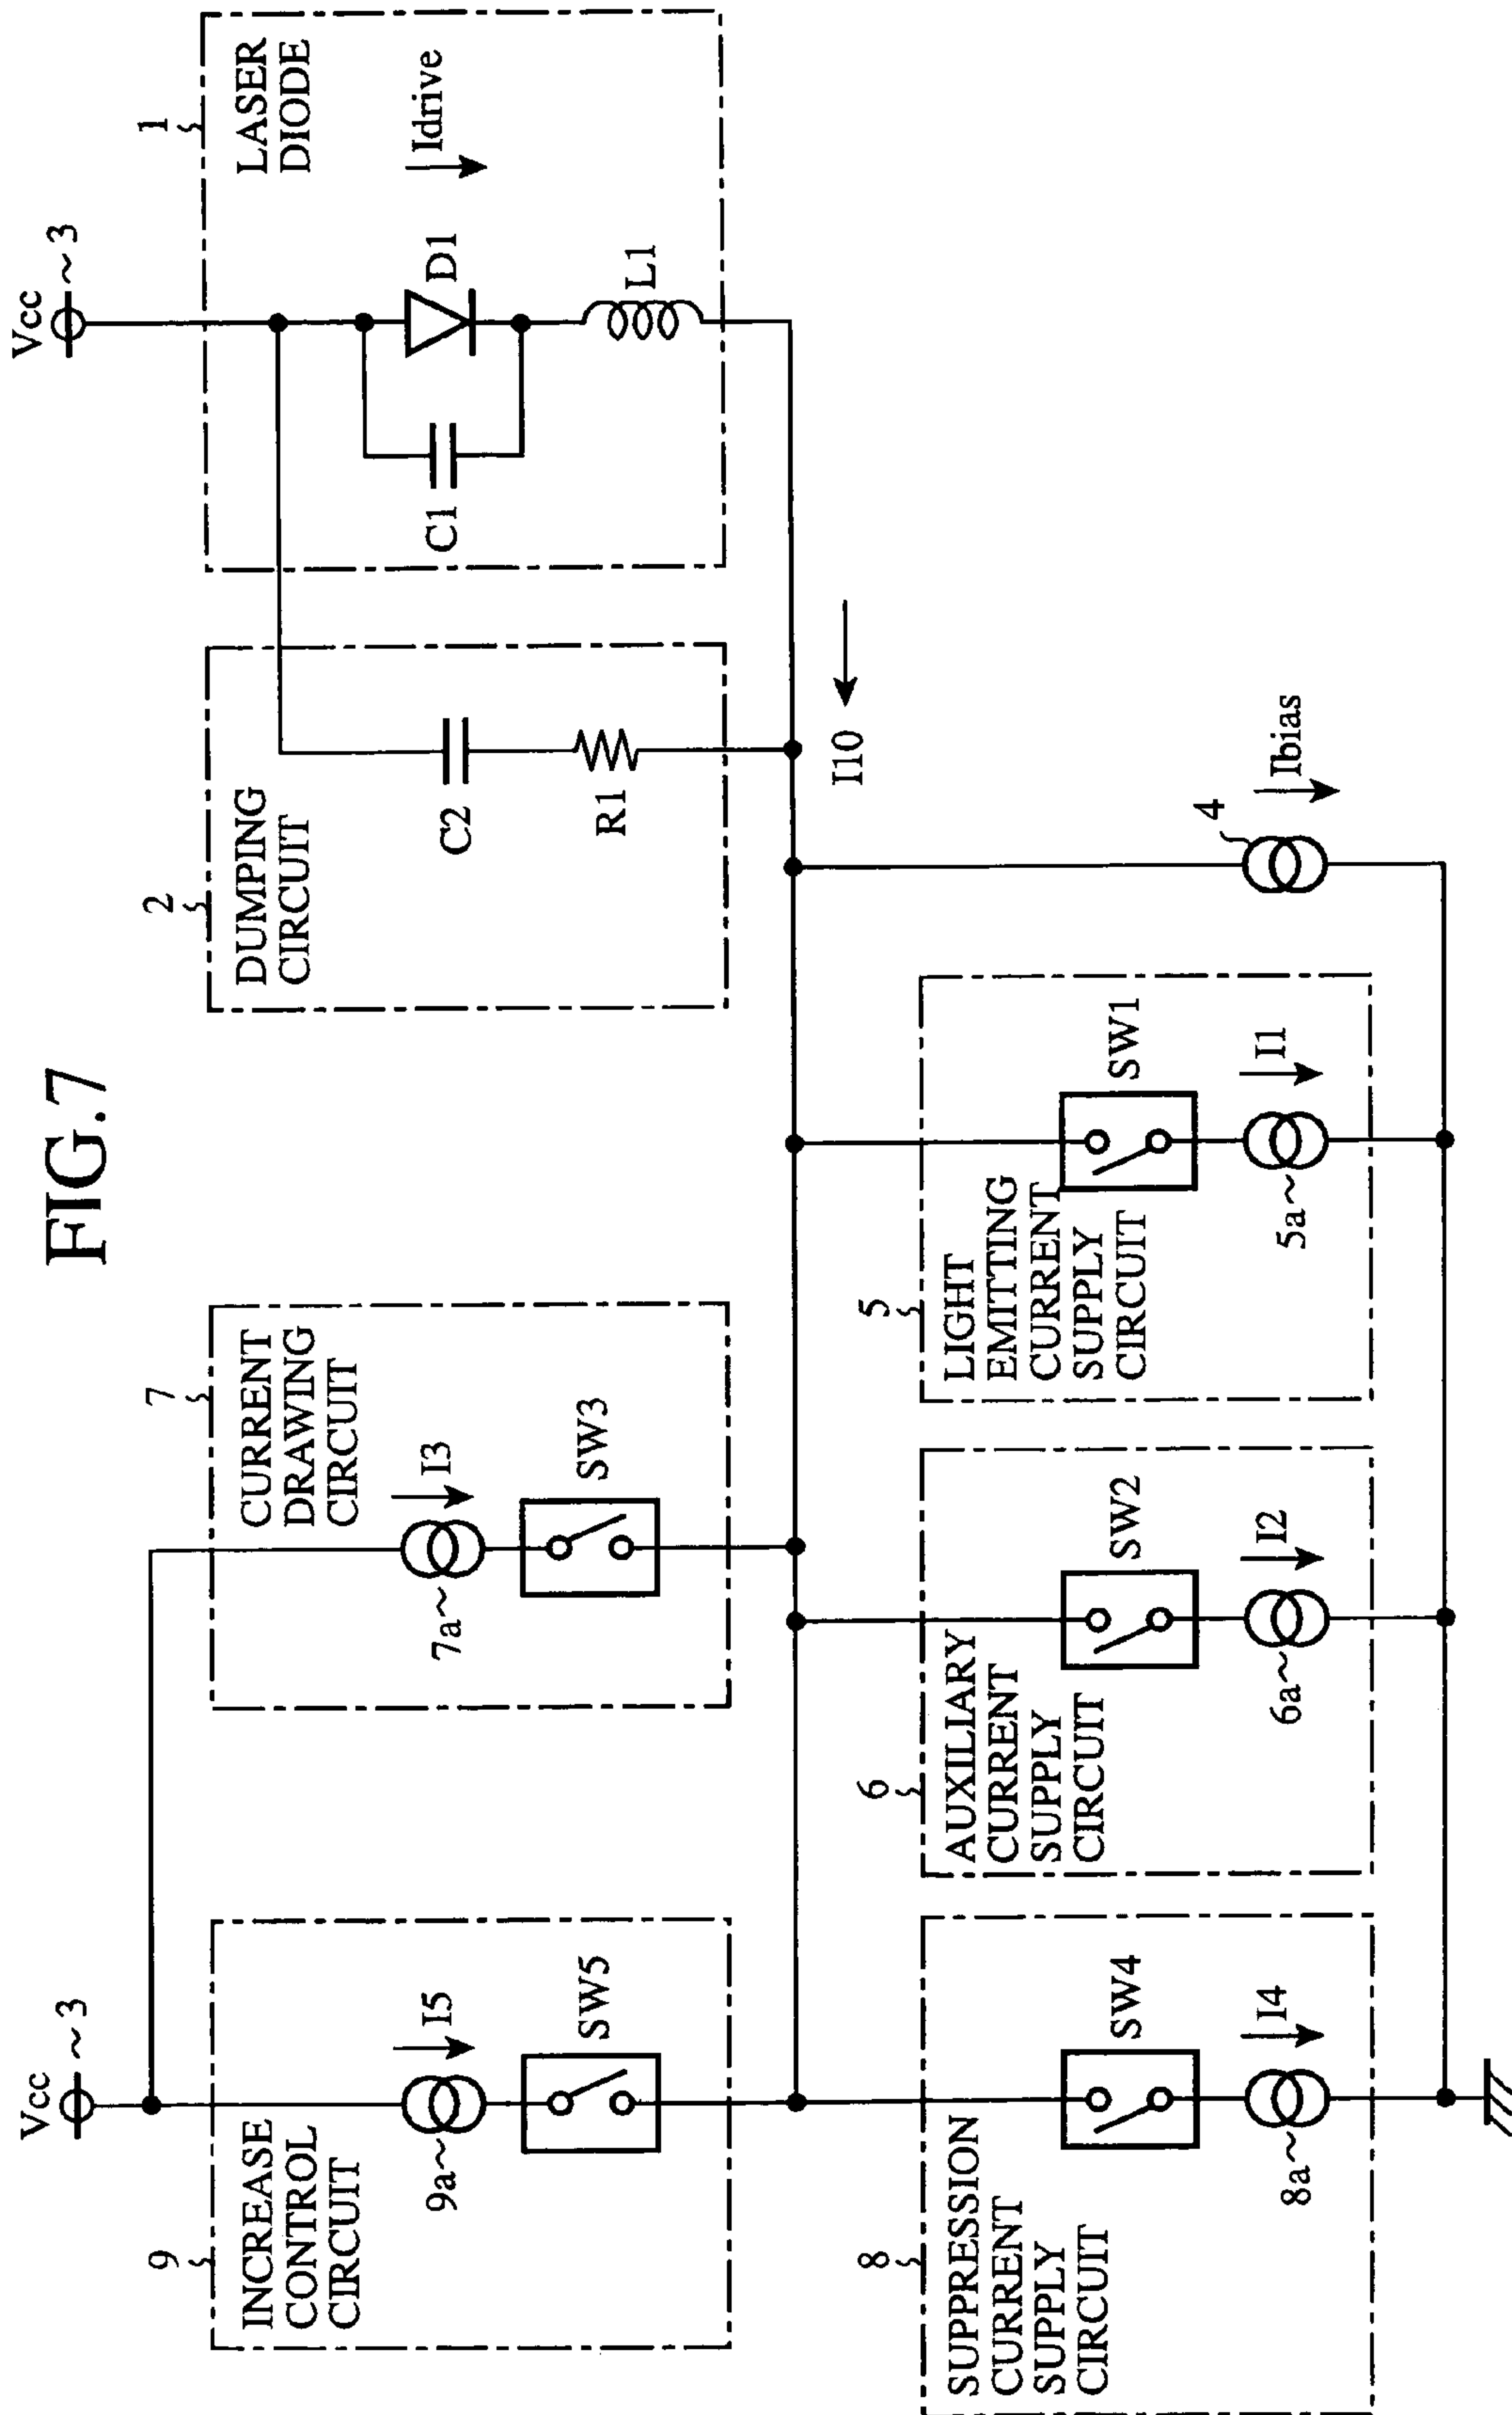 FIG.7
Vcc
~3
9
INCREASE
CONTROL
CIRCUIT
9a~
I5
SW5
7
CURRENT
DRAWING
CIRCUIT
7a~
I3
SW3
2
DUMPING
CIRCUIT
C2
R1
Vcc
~3
1
LASER
DIODE
C1
D1
Idrive
L1
I10
8
SUPPRESSION
CURRENT
SUPPLY
CIRCUIT
SW4
8a~
I4
6
AUXILIARY
CURRENT
SUPPLY
CIRCUIT
SW2
6a~
I2
5
LIGHT
EMITTING
CURRENT
SUPPLY
CIRCUIT
SW1
5a~
I1
4
Ibias